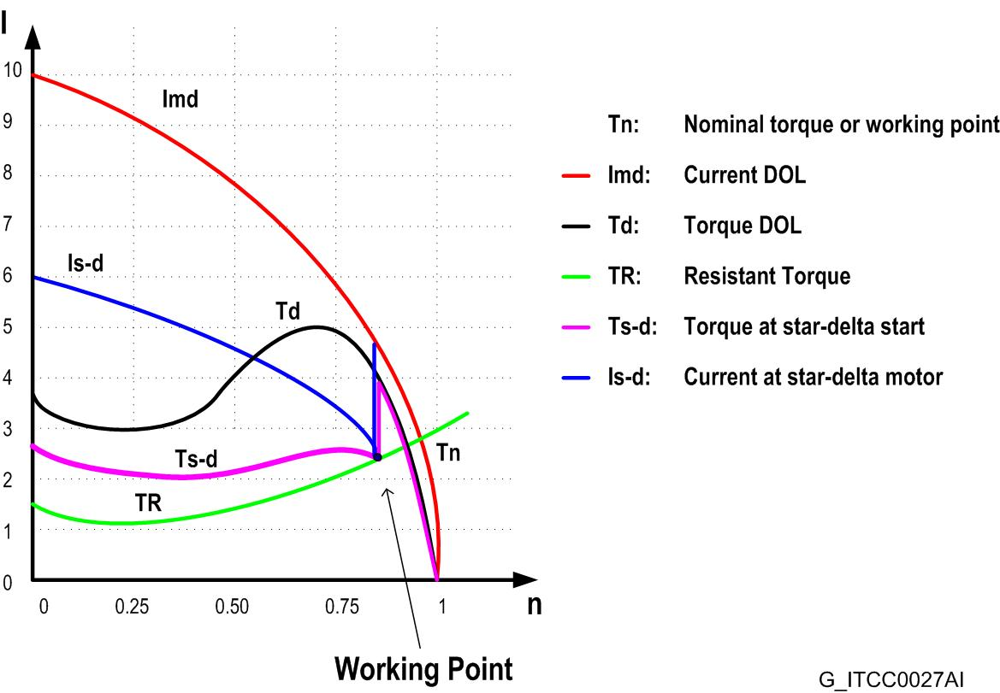 I
10
9
8
7
6
5
4
3
2
1
0
Imd
Is-d
Td
Ts-d
TR
Tn
0 0.25 0.50 0.75 1 n
Working Point
Tn: Nominal torque or working point
Imd: Current DOL
Td: Torque DOL
TR: Resistant Torque
Ts-d: Torque at star-delta start
Is-d: Current at star-delta motor
G_ITCC0027AI